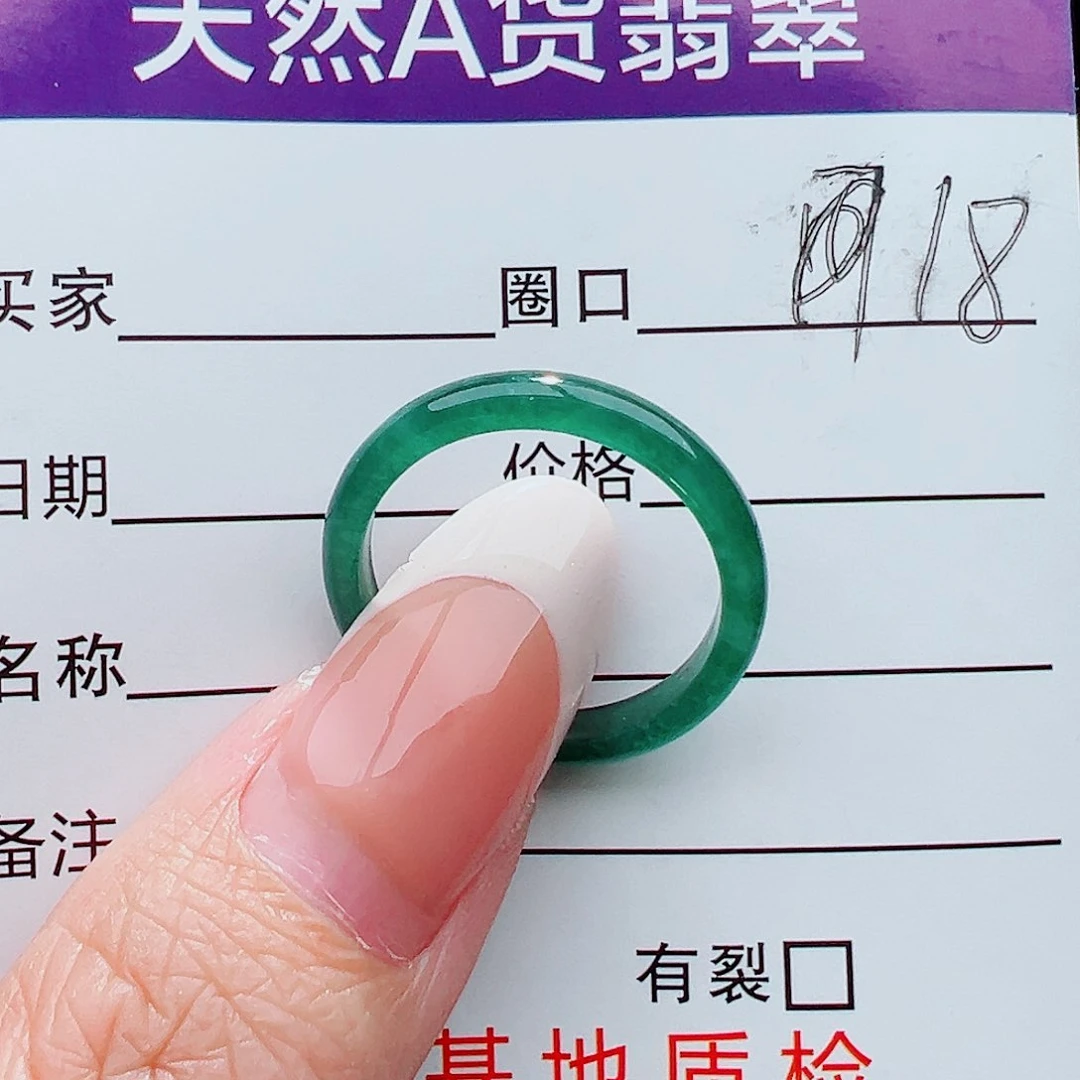 天然A货翡翠
买家 圈口 18
日期 价格
名称
备注
有裂
基地质检